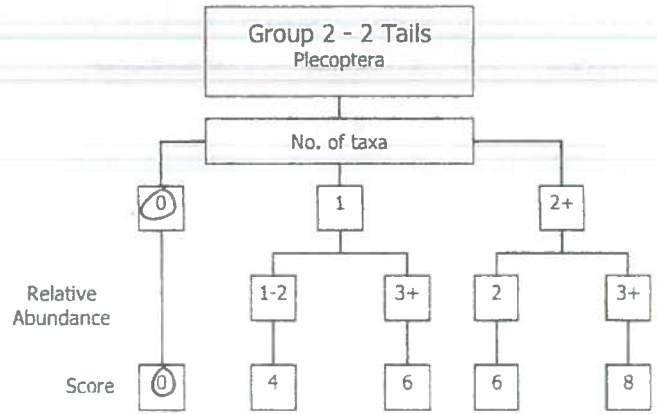 Group 2 - 2 Tails
Plecoptera
No. of taxa
0 1 2+
Relative
Abundance
1-2 3+ 2 3+
Score
0 4 6 6 8